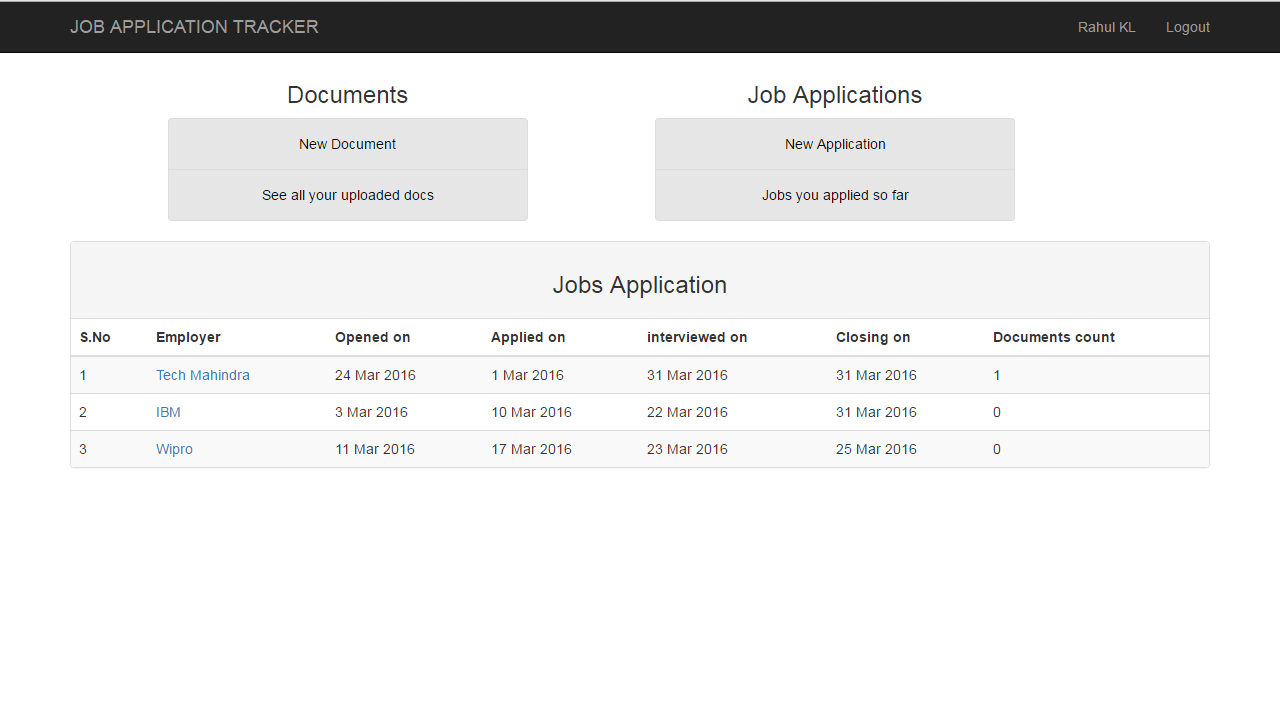 JOB APPLICATION TRACKER Rahul KL Logout
Documents Job Applications
New Document New Application
See all your uploaded docs Jobs you applied so far
Jobs Application
S.No Employer Opened on Applied on interviewed on Closing on Documents count
1 Tech Mahindra 24 Mar 2016 1 Mar 2016 31 Mar 2016 31 Mar 2016 1
2 IBM 3 Mar 2016 10 Mar 2016 22 Mar 2016 31 Mar 2016 0
3 Wipro 11 Mar 2016 17 Mar 2016 23 Mar 2016 25 Mar 2016 0